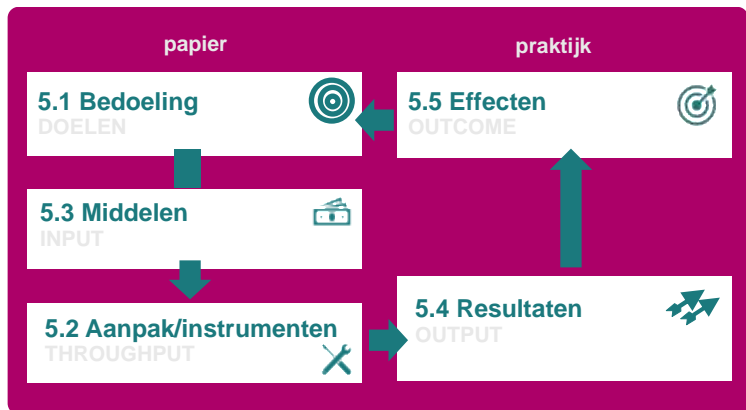 papier
praktijk
5.1 Bedoeling
DOELEN
5.5 Effecten
OUTCOME
5.3 Middelen
INPUT
5.2 Aanpak/instrumenten
THROUGHPUT
5.4 Resultaten
OUTPUT